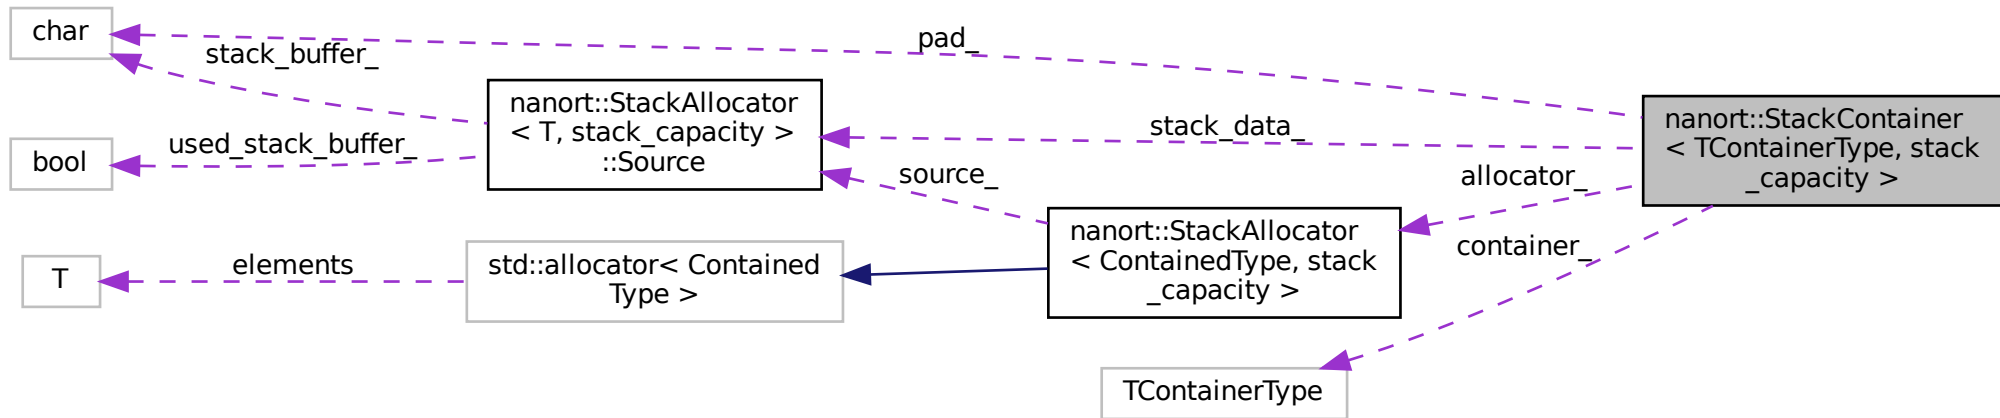 char
pad_
stack_buffer_
nanort::StackAllocator
< T, stack_capacity >
::Source
stack_data_
nanort::StackContainer
< TContainerType, stack
_capacity >
bool
used_stack_buffer_
source_
allocator_
nanort::StackAllocator
< ContainedType, stack
_capacity >
container_
T
elements
std::allocator< Contained
Type >
TContainerType